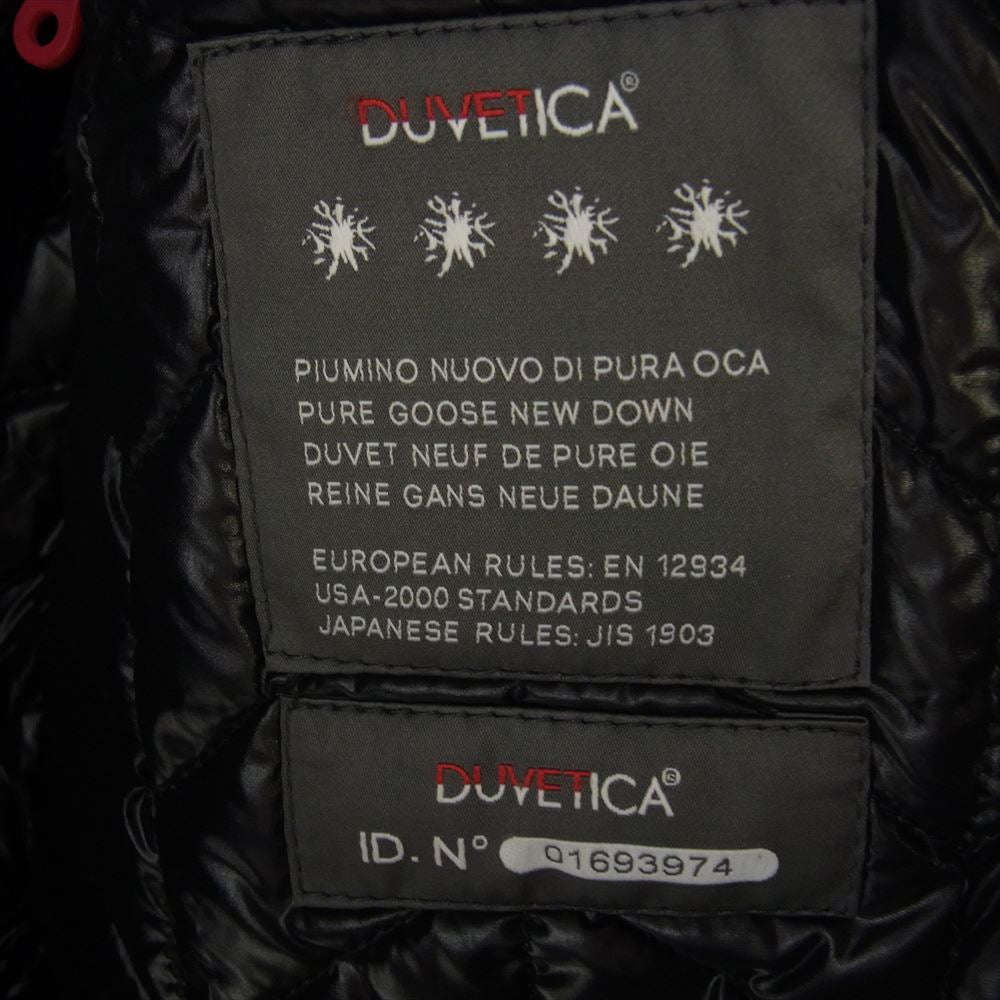 DUVETICA®
PIUMINO NUOVO DI PURA OCA
PURE GOOSE NEW DOWN
DUVET NEUF DE PURE OIE
REINE GANS NEUE DAUNE
EUROPEAN RULES: EN 12934
USA-2000 STANDARDS
JAPANESE RULES: JIS 1903
DUVETICA®
ID. N° 01693974